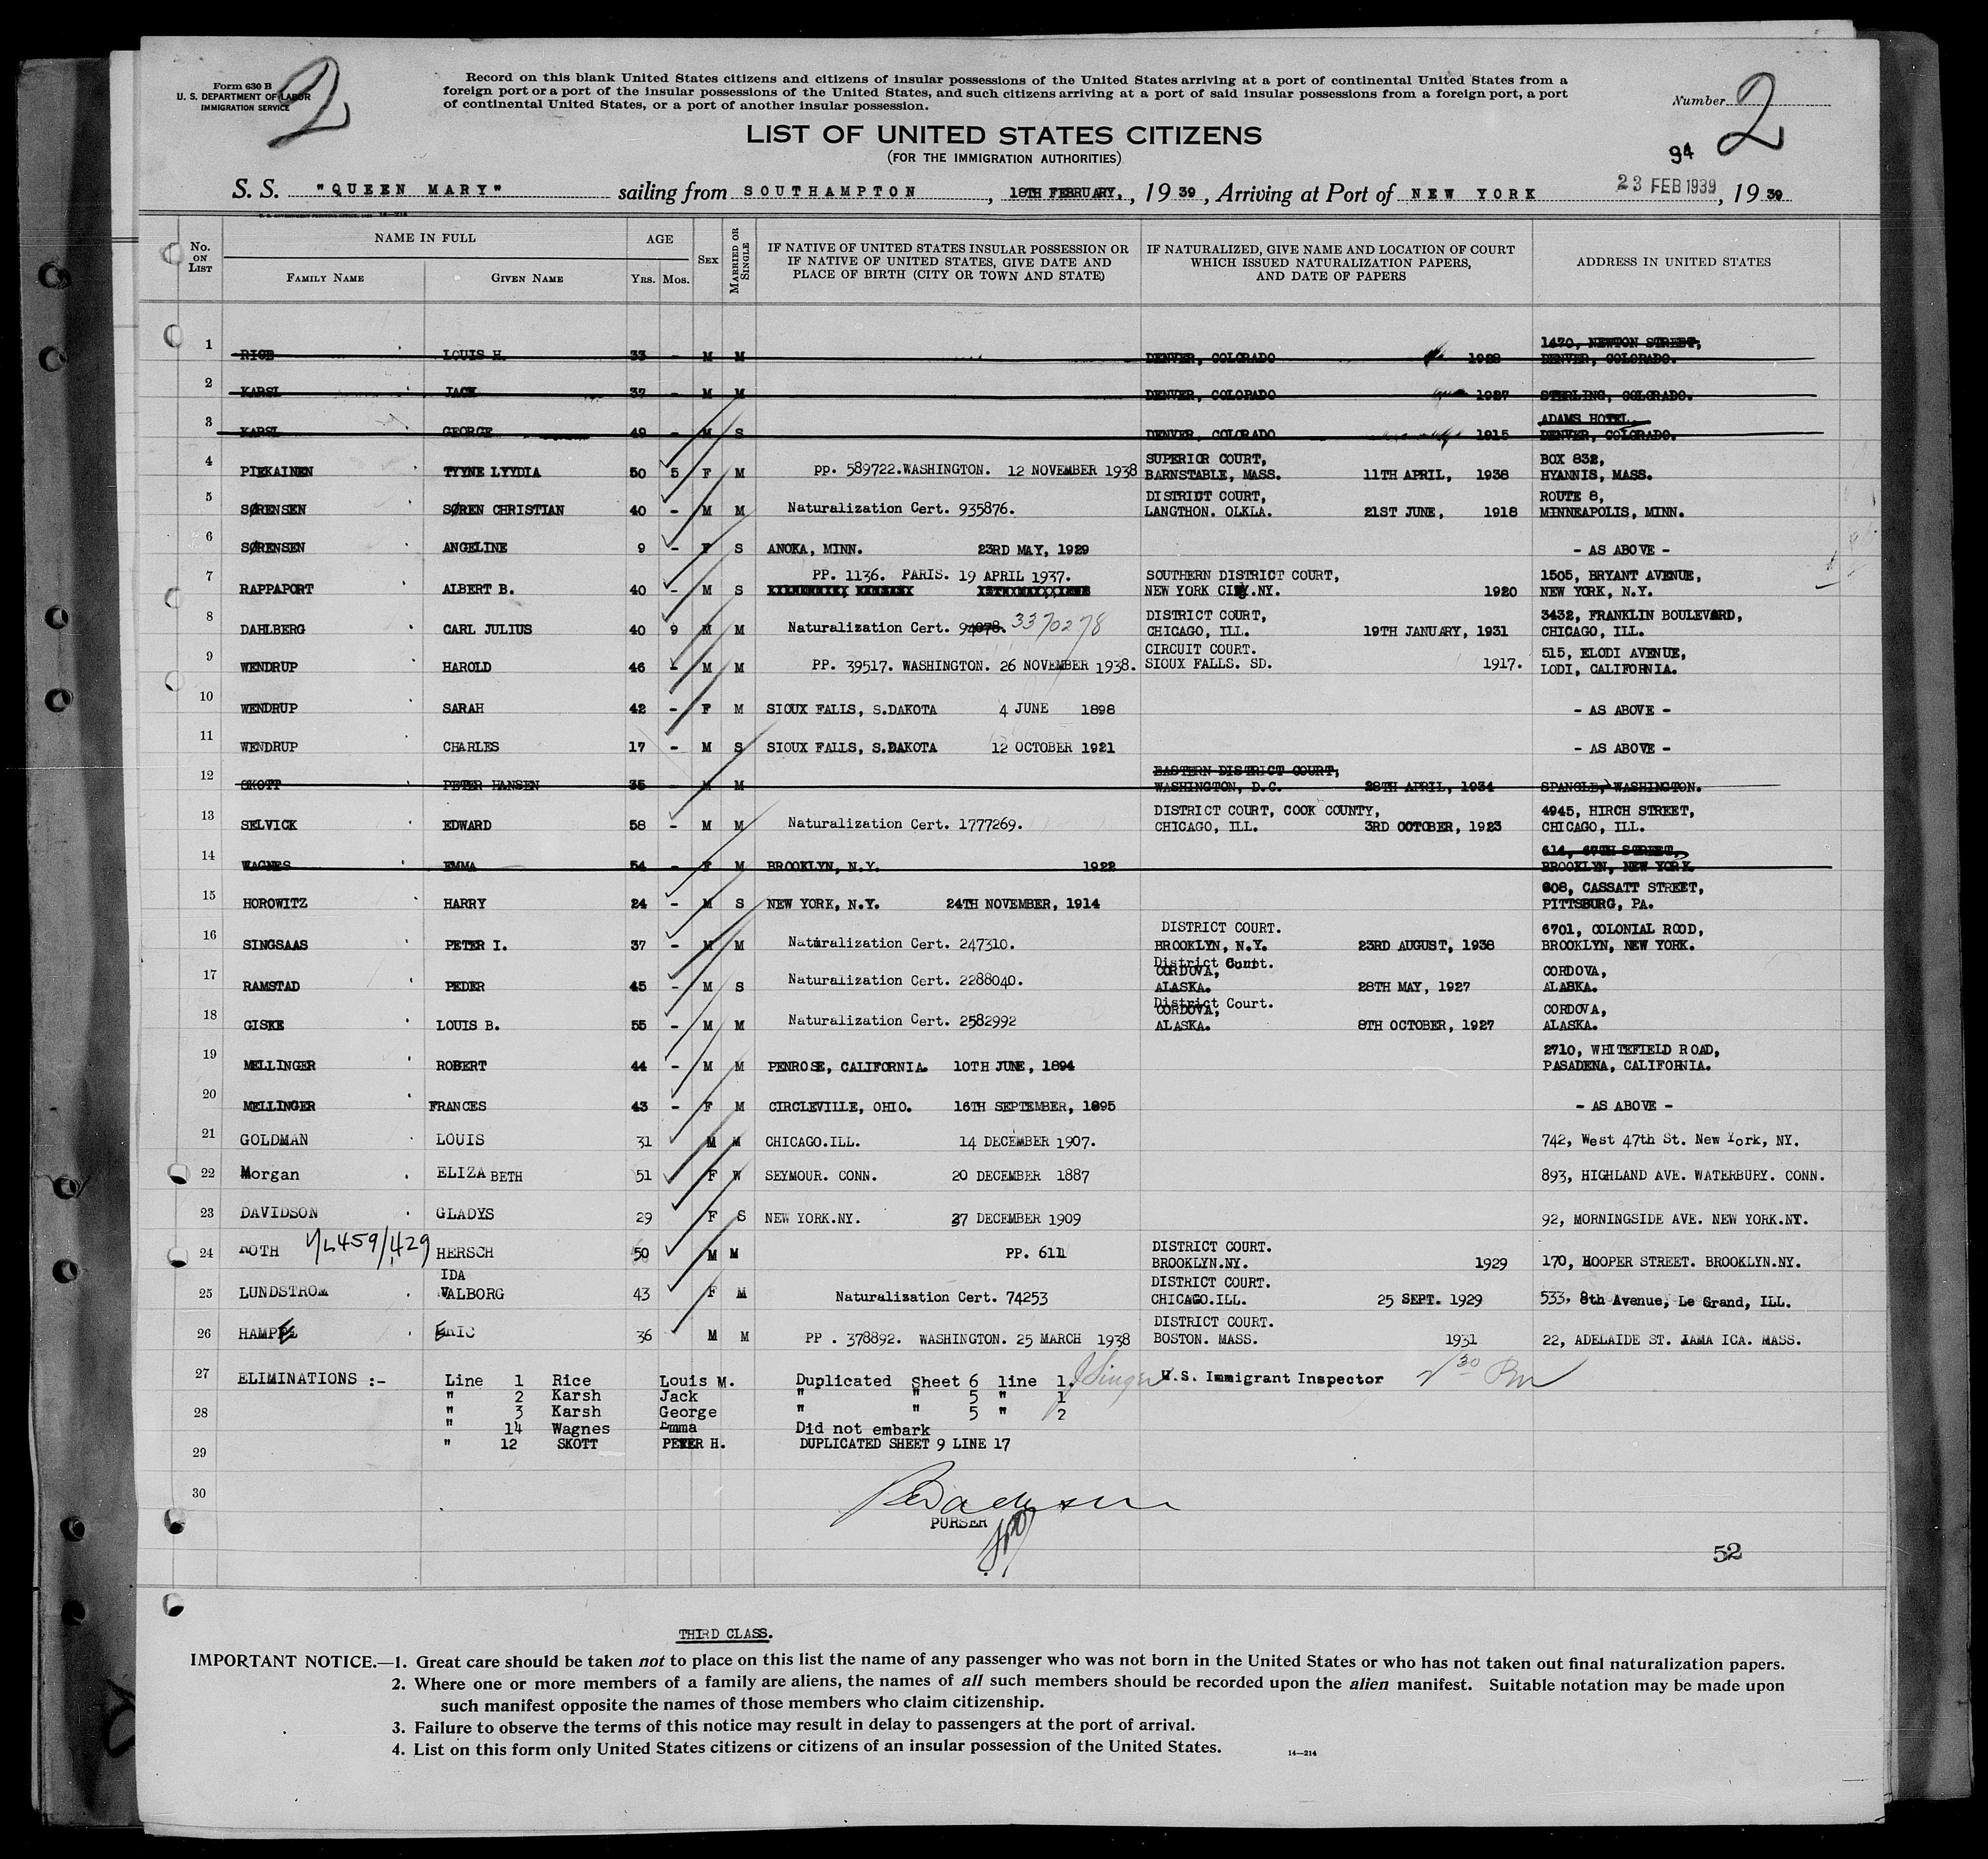 Form 630 B
U. S. DEPARTMENT OF LABOR
IMMIGRATION SERVICE
2
Record on this blank United States citizens and citizens of insular possessions of the United States arriving at a port of continental United States from a
foreign port or a port of the insular possessions of the United States, and such citizens arriving at a port of said insular possessions from a foreign port, a port
of continental United States, or a port of another insular possession.
Number 2
LIST OF UNITED STATES CITIZENS
(FOR THE IMMIGRATION AUTHORITIES)
94
S. S. "QUEEN MARY" sailing from SOUTHAMPTON, 18TH FEBRUARY, 19 39, Arriving at Port of NEW YORK 23 FEB 1939, 19 39
No. ON LIST
NAME IN FULL
FAMILY NAME GIVEN NAME
AGE
YRS. MOS.
SEX
MARRIED OR SINGLE
IF NATIVE OF UNITED STATES INSULAR POSSESSION OR
IF NATIVE OF UNITED STATES, GIVE DATE AND
PLACE OF BIRTH (CITY OR TOWN AND STATE)
IF NATURALIZED, GIVE NAME AND LOCATION OF COURT
WHICH ISSUED NATURALIZATION PAPERS,
AND DATE OF PAPERS
ADDRESS IN UNITED STATES
1470, NEWTON STREET,
1 RICE LOUIS H. 33 - M M DENVER, COLORADO 1928 DENVER, COLORADO.
2 KARSL JACK 37 - M M DENVER, COLORADO 1927 STERLING, COLORADO.
ADAMS HOTEL
3 KARSL GEORGE 49 - M S DENVER, COLORADO 1915 DENVER, COLORADO.
SUPERIOR COURT, BOX 832,
4 PIEKAINEN TYYNE LYYDIA 50 5 F M PP. 589722. WASHINGTON. 12 NOVEMBER 1938 BARNSTABLE, MASS. 11TH APRIL, 1938 HYANNIS, MASS.
DISTRICT COURT, ROUTE 8,
5 SØRENSEN SØREN CHRISTIAN 40 - M M Naturalization Cert. 935876. LANGTHON. OLKLA. 21ST JUNE, 1918 MINNEAPOLIS, MINN.
6 SØRENSEN ANGELINE 9 - F S ANOKA, MINN. 23RD MAY, 1929 - AS ABOVE -
PP. 1136. PARIS. 19 APRIL 1937. SOUTHERN DISTRICT COURT, 1505, BRYANT AVENUE,
7 RAPPAPORT ALBERT B. 40 - M S NEW YORK CITY.NY. 1920 NEW YORK, N.Y.
DISTRICT COURT, 3432, FRANKLIN BOULEVARD,
8 DAHLBERG CARL JULIUS 40 9 M M Naturalization Cert. 94078. 3370278 CHICAGO, ILL. 19TH JANUARY, 1931 CHICAGO, ILL.
CIRCUIT COURT. 515, ELODI AVENUE,
9 WENDRUP HAROLD 46 - M M PP. 39517. WASHINGTON. 26 NOVEMBER 1938. SIOUX FALLS. SD. 1917. LODI, CALIFORNIA.
10 WENDRUP SARAH 42 - F M SIOUX FALLS, S.DAKOTA 4 JUNE 1898 - AS ABOVE -
11 WENDRUP CHARLES 17 - M S SIOUX FALLS, S.DAKOTA 12 OCTOBER 1921 - AS ABOVE -
EASTERN DISTRICT COURT,
12 SKOTT PETER HANSEN 35 - M M WASHINGTON, D.C. 28TH APRIL, 1934 SPANGLE, WASHINGTON.
DISTRICT COURT, COOK COUNTY, 4945, HIRCH STREET,
13 SELVICK EDWARD 58 - M M Naturalization Cert. 1777269. CHICAGO, ILL. 3RD OCTOBER, 1923 CHICAGO, ILL.
614, 67TH STREET,
14 WAGNES EMMA 54 - F M BROOKLYN, N.Y. 1922 BROOKLYN, NEW YORK
608, CASSATT STREET,
15 HOROWITZ HARRY 24 - M S NEW YORK, N.Y. 24TH NOVEMBER, 1914 PITTSBURG, PA.
DISTRICT COURT. 6701, COLONIAL ROOD,
16 SINGSAAS PETER I. 37 - M M Naturalization Cert. 247310. BROOKLYN, N.Y. 23RD AUGUST, 1938 BROOKLYN, NEW YORK.
District Count.
CORDOVA, CORDOVA,
17 RAMSTAD PEDER 45 - M S Naturalization Cert. 2288040. ALASKA. 28TH MAY, 1927 ALASKA.
District Court.
CORDOVA, CORDOVA,
18 GISKE LOUIS B. 55 - M M Naturalization Cert. 2582992 ALASKA. 8TH OCTOBER, 1927 ALASKA.
2710, WHITEFIELD ROAD,
19 MELLINGER ROBERT 44 - M M PENROSE, CALIFORNIA. 10TH JUNE, 1894 PASADENA, CALIFORNIA.
20 MELLINGER FRANCES 43 - F M CIRCLEVILLE, OHIO. 16TH SEPTEMBER, 1895 - AS ABOVE -
21 GOLDMAN LOUIS 31 M M CHICAGO.ILL. 14 DECEMBER 1907. 742, West 47th St. New York, NY.
22 Morgan ELIZABETH 51 F W SEYMOUR. CONN. 20 DECEMBER 1887 893, HIGHLAND AVE. WATERBURY. CONN.
23 DAVIDSON GLADYS 29 F S NEW YORK.NY. 27 DECEMBER 1909 92, MORNINGSIDE AVE. NEW YORK.NY.
DISTRICT COURT.
24 ROTH 459/429 HERSCH 50 M M PP. 611 BROOKLYN.NY. 1929 170, HOOPER STREET. BROOKLYN.NY.
IDA DISTRICT COURT.
25 LUNDSTROM VALBORG 43 F M Naturalization Cert. 74253 CHICAGO.ILL. 25 SEPT. 1929 533, 8th Avenue, Le Grand, ILL.
DISTRICT COURT.
26 HAMPE ERIC 36 M M PP . 378892. WASHINGTON. 25 MARCH 1938 BOSTON. MASS. 1931 22, ADELAIDE ST. JAMA ICA. MASS.
27 ELIMINATIONS :- Line 1 Rice Louis M. Duplicated Sheet 6 line 1. JSinger U.S. Immigrant Inspector
" 2 Karsh Jack " " 5 " 1
28 " 3 Karsh George " " 5 " 2
" 14 Wagnes Emma Did not embark
29 " 12 SKOTT PETER H. DUPLICATED SHEET 9 LINE 17
30
PURSER
52
THIRD CLASS.
IMPORTANT NOTICE.—1. Great care should be taken not to place on this list the name of any passenger who was not born in the United States or who has not taken out final naturalization papers.
2. Where one or more members of a family are aliens, the names of all such members should be recorded upon the alien manifest. Suitable notation may be made upon
such manifest opposite the names of those members who claim citizenship.
3. Failure to observe the terms of this notice may result in delay to passengers at the port of arrival.
4. List on this form only United States citizens or citizens of an insular possession of the United States.
14—214